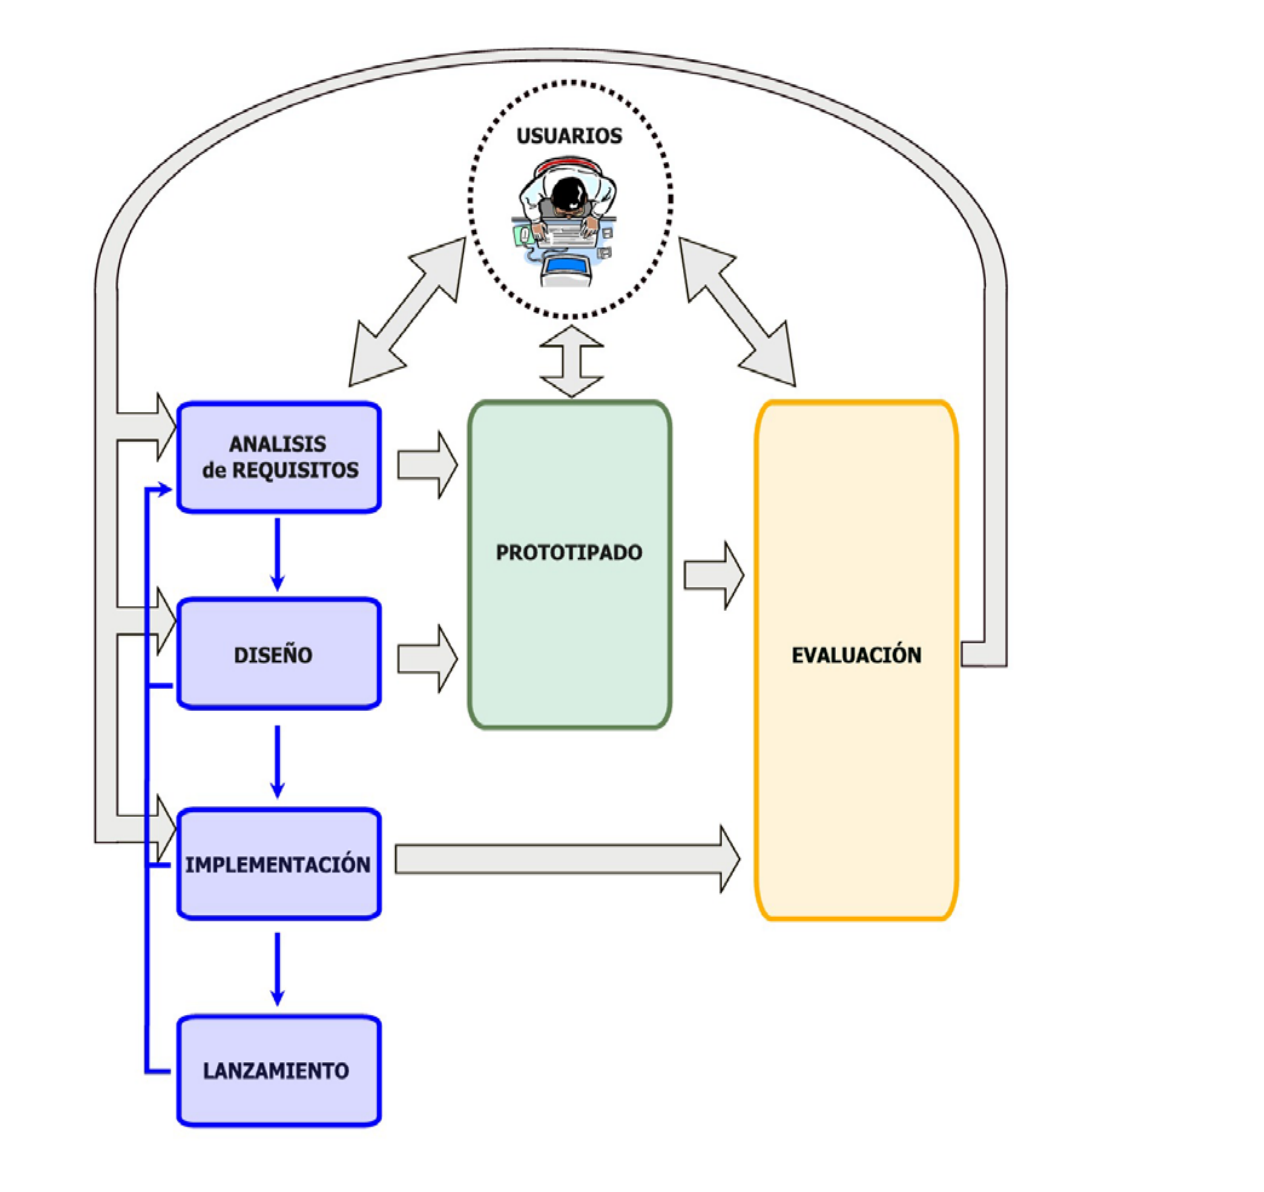 USUARIOS
ANALISIS
de REQUISITOS
PROTOTIPADO
DISEÑO
EVALUACIÓN
IMPLEMENTACIÓN
LANZAMIENTO